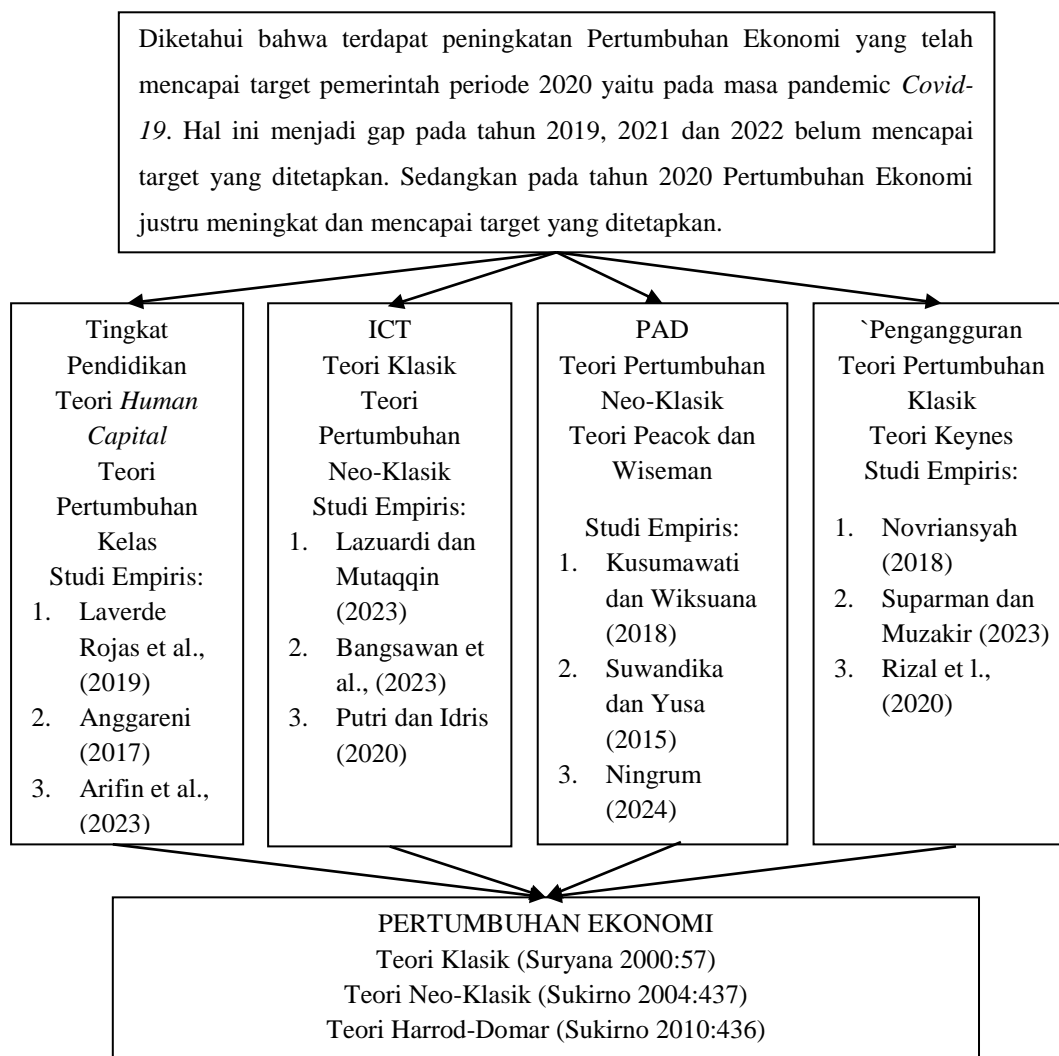 Diketahui bahwa terdapat peningkatan Pertumbuhan Ekonomi yang telah
mencapai target pemerintah periode 2020 yaitu pada masa pandemic Covid-
19. Hal ini menjadi gap pada tahun 2019, 2021 dan 2022 belum mencapai
target yang ditetapkan. Sedangkan pada tahun 2020 Pertumbuhan Ekonomi
justru meningkat dan mencapai target yang ditetapkan.
Tingkat
Pendidikan
Teori Human
Capital
Teori
Pertumbuhan
Kelas
Studi Empiris:
1. Laverde
Rojas et al.,
(2019)
2. Anggareni
(2017)
3. Arifin et al.,
(2023)
ICT
Teori Klasik
Teori
Pertumbuhan
Neo-Klasik
Studi Empiris:
1. Lazuardi dan
Mutaqqin
(2023)
2. Bangsawan et
al., (2023)
3. Putri dan Idris
(2020)
PAD
Teori Pertumbuhan
Neo-Klasik
Teori Peacok dan
Wiseman
Studi Empiris:
1. Kusumawati
dan Wiksuana
(2018)
2. Suwandika
dan Yusa
(2015)
3. Ningrum
(2024)
`Pengangguran
Teori Pertumbuhan
Klasik
Teori Keynes
Studi Empiris:
1. Novriansyah
(2018)
2. Suparman dan
Muzakir (2023)
3. Rizal et l.,
(2020)
PERTUMBUHAN EKONOMI
Teori Klasik (Suryana 2000:57)
Teori Neo-Klasik (Sukirno 2004:437)
Teori Harrod-Domar (Sukirno 2010:436)